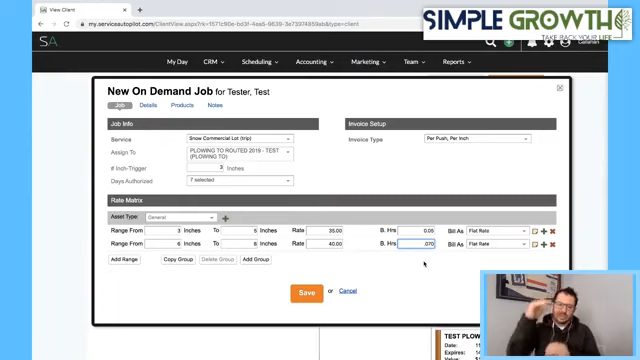 View Client
my.serviceautopilot.com/ClientView.aspx?rk=1571c90e-bd3f-4ea6-9639-3e73974859ab&type=client
SIMPLE GROWTH
TAKE BACK YOUR LIFE
SA
Callahan
My Day CRM Scheduling Accounting Marketing Team Reports
New On Demand Job for Tester, Test
Job Details Products Notes
Job Info Invoice Setup
Service Snow Commercial Lot (trip) Invoice Type Per Push, Per Inch
Assign To PLOWING TO ROUTED 2019 - TEST
(PLOWING TO)
# Inch-Trigger 3 Inches
Days Authorized 7 selected
Rate Matrix
Asset Type: General
Range From 3 Inches To 5 Inches Rate 35.00 B. Hrs 0.05 Bill As Flat Rate
Range From 6 Inches To 8 Inches Rate 40.00 B. Hrs .070 Bill As Flat Rate
Add Range Copy Group Delete Group Add Group
Save or Cancel
TEST PLOW
Date:
Expires: